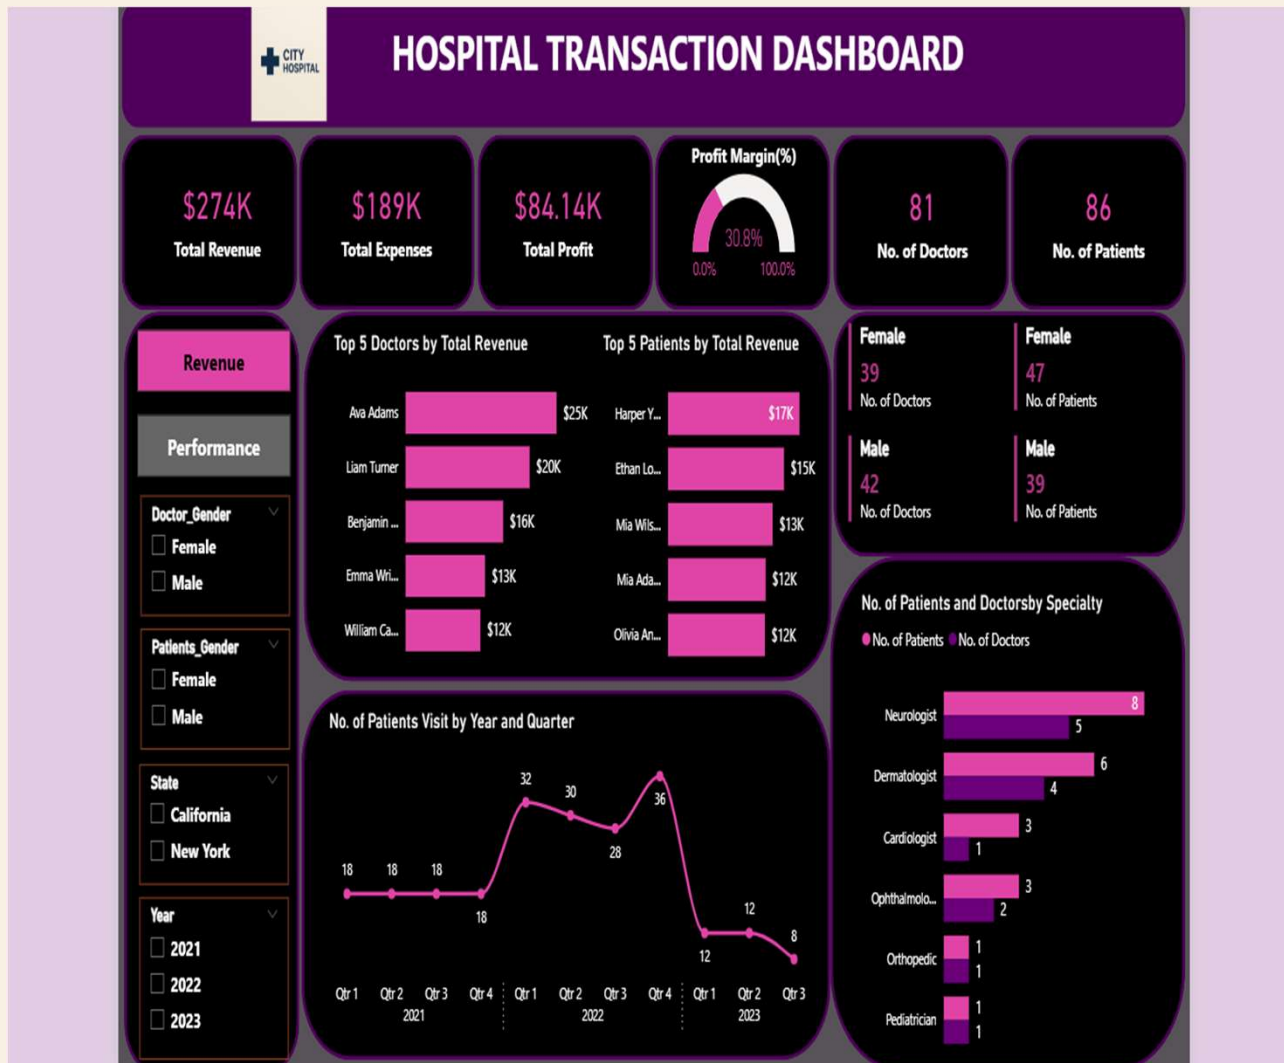 CITY
HOSPITAL
HOSPITAL TRANSACTION DASHBOARD
$274K
Total Revenue
$189K
Total Expenses
$84.14K
Total Profit
Profit Margin(%)
30.8%
0.0% 100.0%
81
No. of Doctors
86
No. of Patients
Revenue
Performance
Doctor_Gender
Female
Male
Patients_Gender
Female
Male
State
California
New York
Year
2021
2022
2023
Top 5 Doctors by Total Revenue
Ava Adams $25K
Liam Turner $20K
Benjamin ... $16K
Emma Wri... $13K
William Ca... $12K
Top 5 Patients by Total Revenue
Harper Y... $17K
Ethan Lo... $15K
Mia Wils... $13K
Mia Ada... $12K
Olivia An... $12K
Female
39
No. of Doctors
Female
47
No. of Patients
Male
42
No. of Doctors
Male
39
No. of Patients
No. of Patients Visit by Year and Quarter
18 18 18 18 32 30 28 36 12 12 8
Qtr 1 Qtr 2 Qtr 3 Qtr 4 Qtr 1 Qtr 2 Qtr 3 Qtr 4 Qtr 1 Qtr 2 Qtr 3
2021 2022 2023
No. of Patients and Doctorsby Specialty
No. of Patients No. of Doctors
Neurologist 8
5
Dermatologist 6
4
Cardiologist 3
1
Ophthalmolo... 3
2
Orthopedic 1
1
Pediatrician 1
1